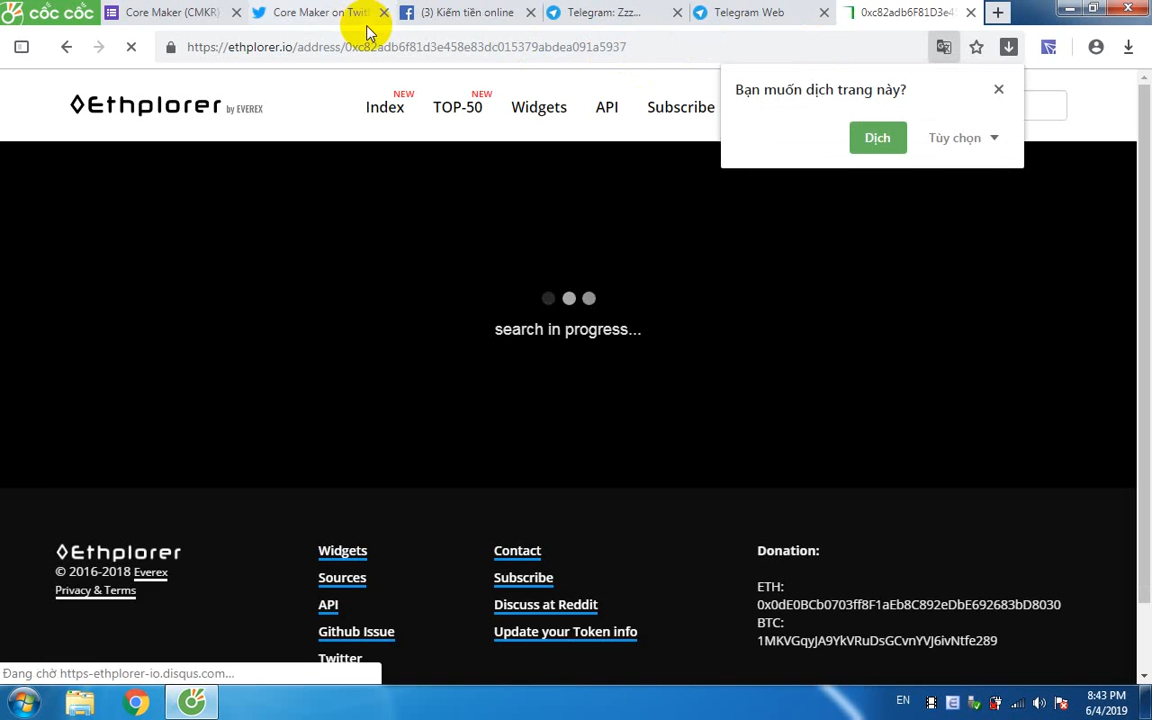 cốc cốc
Core Maker (CMKR)
Core Maker on Twitt
(3) Kiếm tiền online
Telegram: Zzz...
Telegram Web
0xc82adb6f81D3e4
https://ethplorer.io/address/0xc82adb6f81d3e458e83dc015379abdea091a5937
Ethplorer by EVEREX
Index NEW
TOP-50 NEW
Widgets
API
Subscribe
Bạn muốn dịch trang này?
Dịch
Tùy chọn
search in progress...
Ethplorer
© 2016-2018 Everex
Privacy & Terms
Widgets
Sources
API
Github Issue
Twitter
Contact
Subscribe
Discuss at Reddit
Update your Token info
Donation:
ETH:
0x0dE0BCb0703ff8F1aEb8C892eDbE692683bD8030
BTC:
1MKVGqyJA9YkVRuDsGCvnYVJ6ivNtfe289
Đang chờ https-ethplorer-io.disqus.com...
EN
8:43 PM
6/4/2019